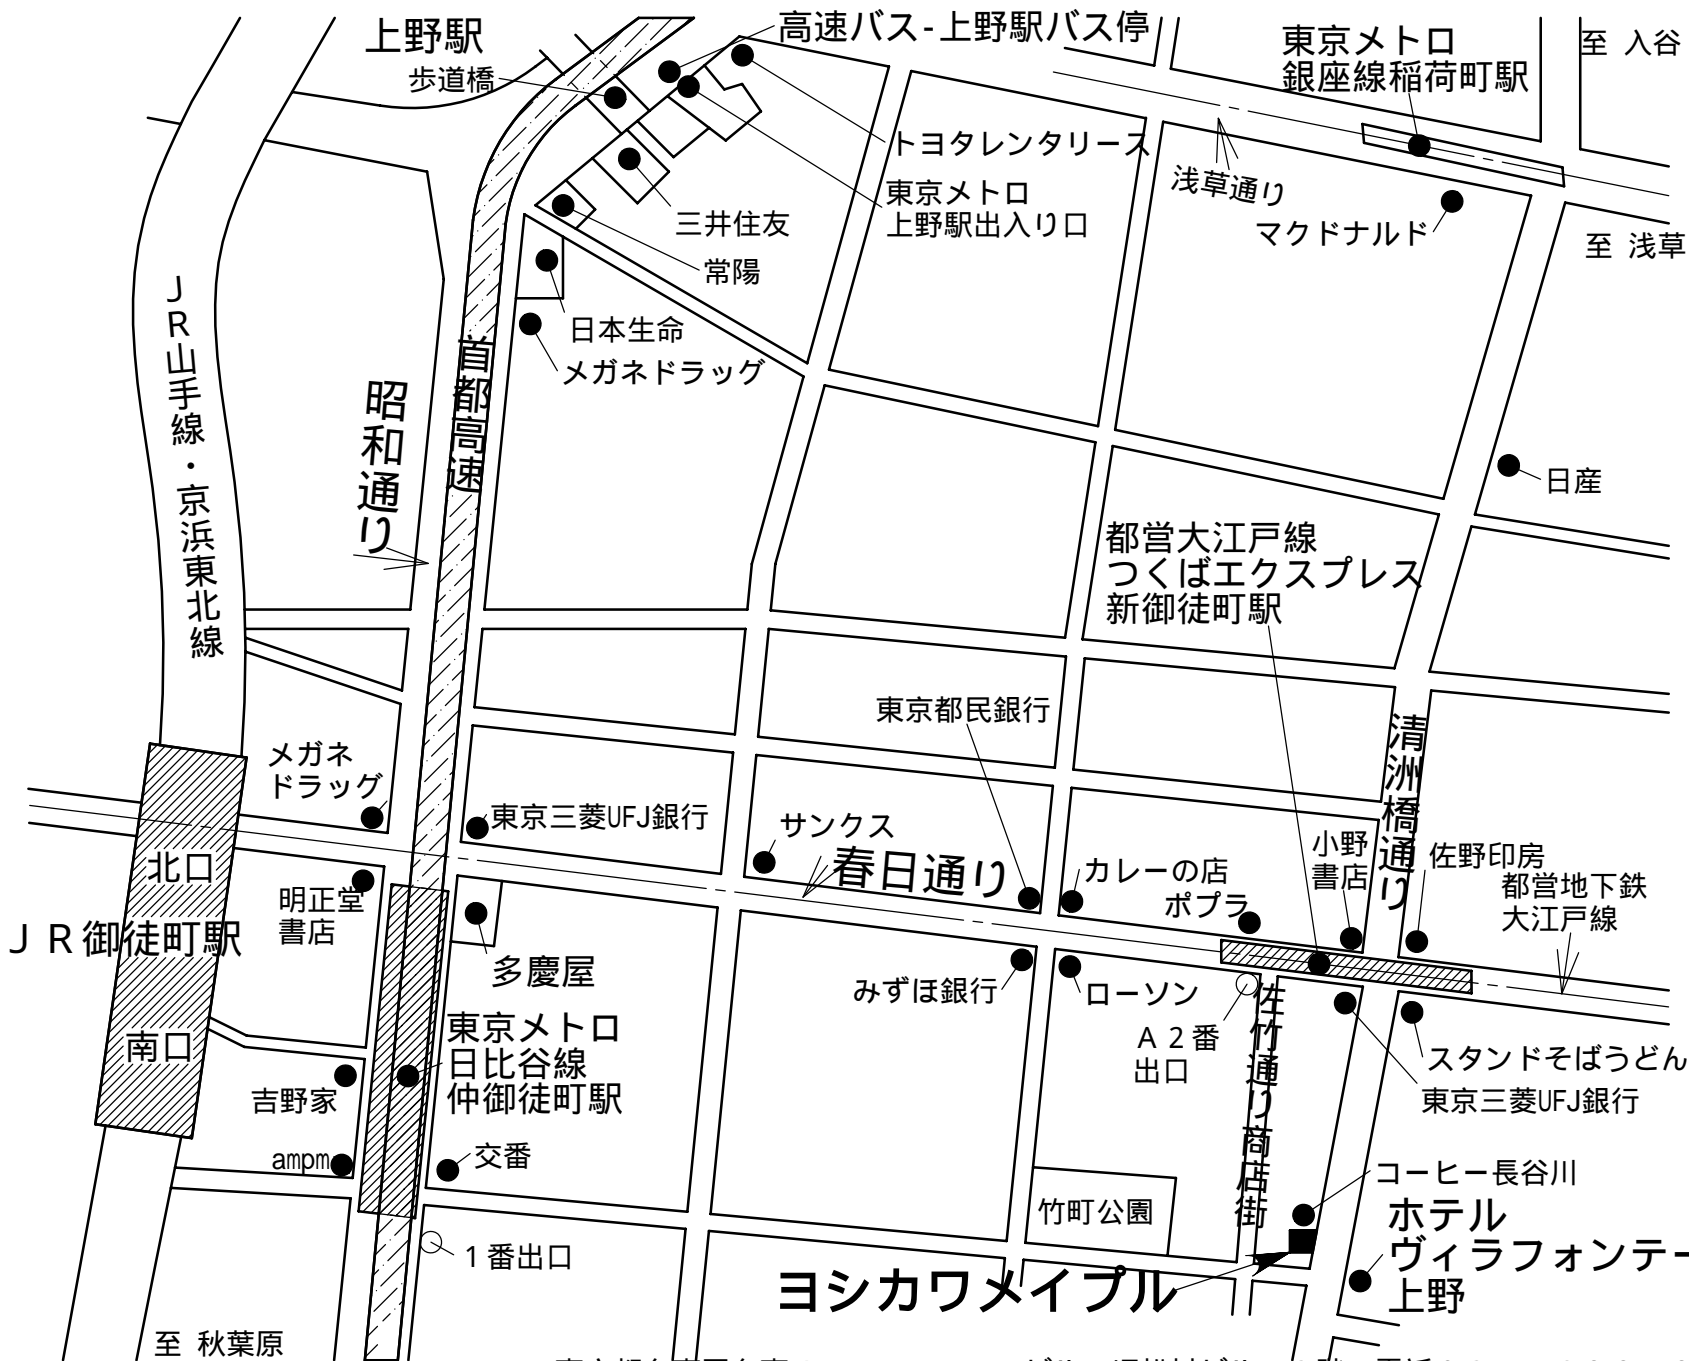 上野駅
歩道橋
高速バス-上野駅バス停
東京メトロ
銀座線稲荷町駅
至 入谷
トヨタレンタリース
東京メトロ
上野駅出入り口
浅草通り
マクドナルド
至 浅草
三井住友
常陽
日本生命
メガネドラッグ
ＪＲ山手線・京浜東北線
昭和通り
首都高速
日産
都営大江戸線
つくばエクスプレス
新御徒町駅
東京都民銀行
清洲橋通り
メガネ
ドラッグ
東京三菱UFJ銀行
サンクス
春日通り
カレーの店
ポプラ
小野
書店
佐野印房
都営地下鉄
大江戸線
北口
ＪＲ御徒町駅
南口
明正堂
書店
多慶屋
みずほ銀行
ローソン
Ａ２番
出口
佐竹通り商店街
スタンドそばうどん
東京三菱UFJ銀行
東京メトロ
日比谷線
仲御徒町駅
吉野家
ampm
交番
１番出口
竹町公園
コーヒー長谷川
ホテル
ヴィラフォンテー
上野
ヨシカワメイプル
至 秋葉原